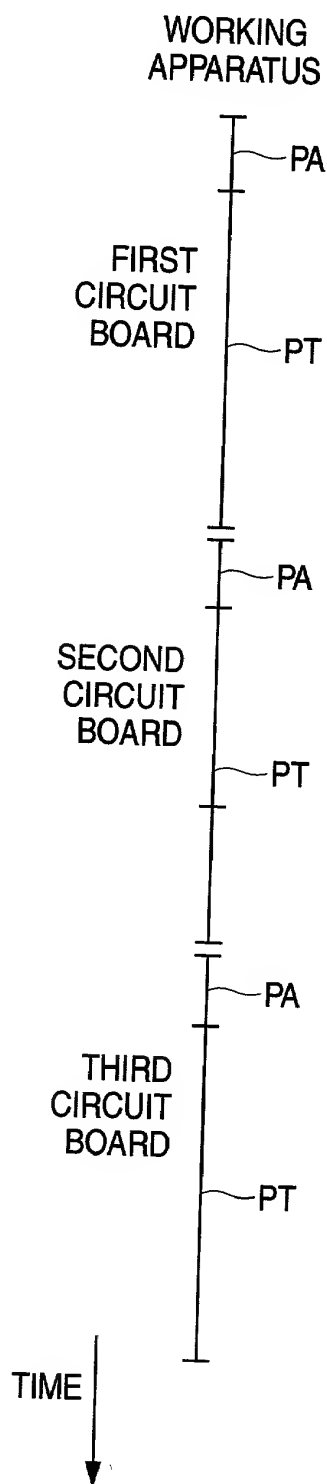 WORKING
APPARATUS
PA
FIRST
CIRCUIT
BOARD
PT
PA
SECOND
CIRCUIT
BOARD
PT
PA
THIRD
CIRCUIT
BOARD
PT
TIME